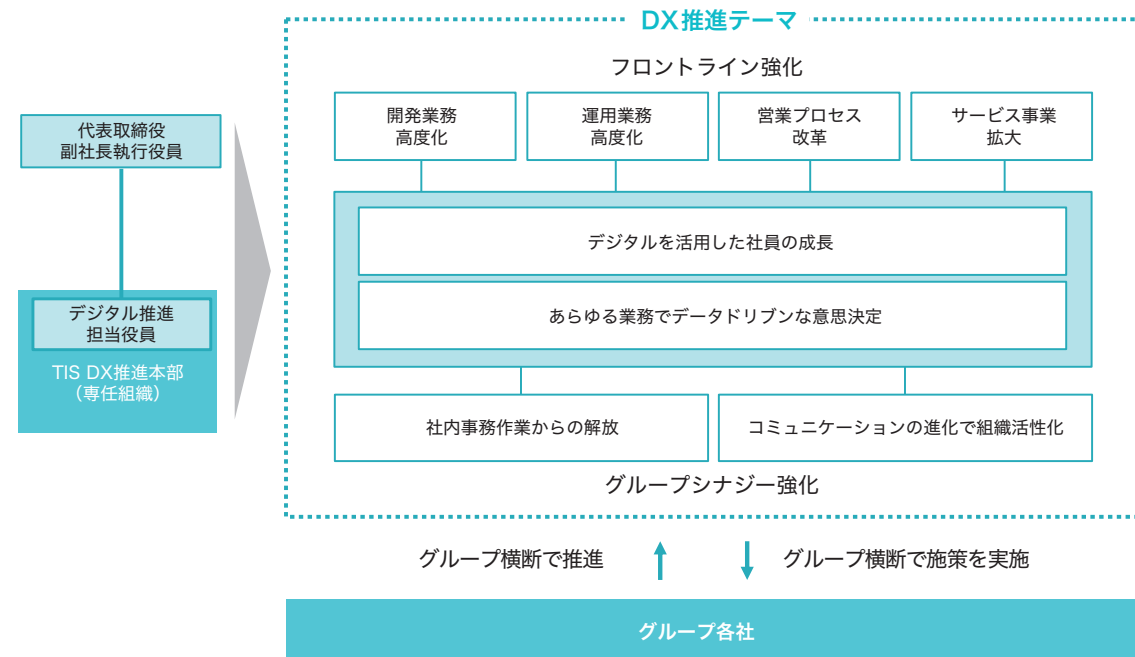 DX推進テーマ
フロントライン強化
代表取締役
副社長執行役員
デジタル推進
担当役員
TIS DX推進本部
（専任組織）
開発業務
高度化
運用業務
高度化
営業プロセス
改革
サービス事業
拡大
デジタルを活用した社員の成長
あらゆる業務でデータドリブンな意思決定
社内事務作業からの解放
コミュニケーションの進化で組織活性化
グループシナジー強化
グループ横断で推進
グループ横断で施策を実施
グループ各社